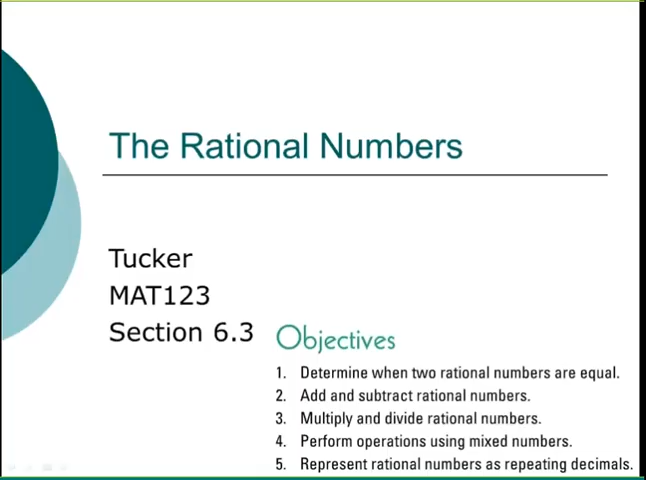 The Rational Numbers
Tucker
MAT123
Section 6.3
Objectives
1. Determine when two rational numbers are equal.
2. Add and subtract rational numbers.
3. Multiply and divide rational numbers.
4. Perform operations using mixed numbers.
5. Represent rational numbers as repeating decimals.